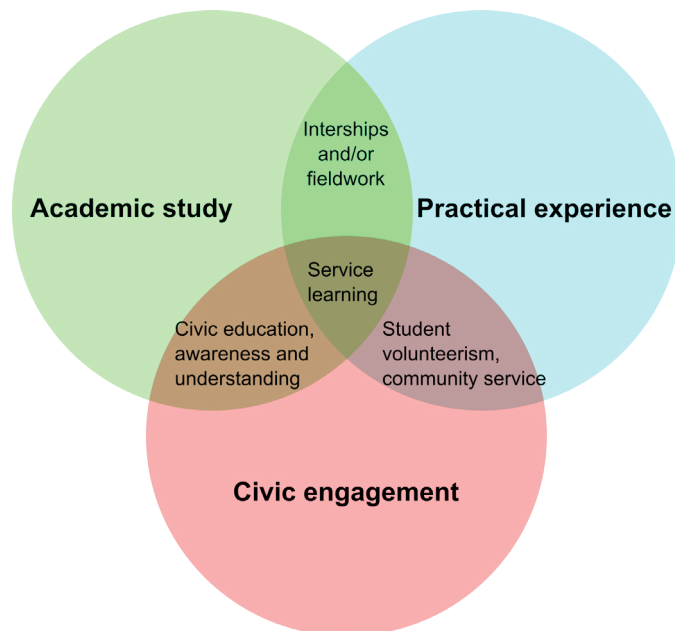 Interships
and/or
fieldwork
Academic study
Practical experience
Service
learning
Civic education,
awareness and
understanding
Student
volunteerism,
community service
Civic engagement